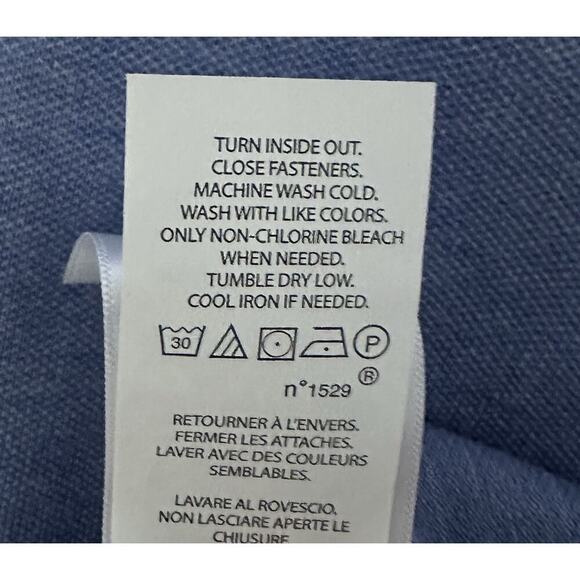 TURN INSIDE OUT.
CLOSE FASTENERS.
MACHINE WASH COLD.
WASH WITH LIKE COLORS.
ONLY NON-CHLORINE BLEACH
WHEN NEEDED.
TUMBLE DRY LOW.
COOL IRON IF NEEDED.
30 P
n°1529 ®
RETOURNER À L'ENVERS.
FERMER LES ATTACHES.
LAVER AVEC DES COULEURS
SEMBLABLES.
LAVARE AL ROVESCIO.
NON LASCIARE APERTE LE
CHIUSURE